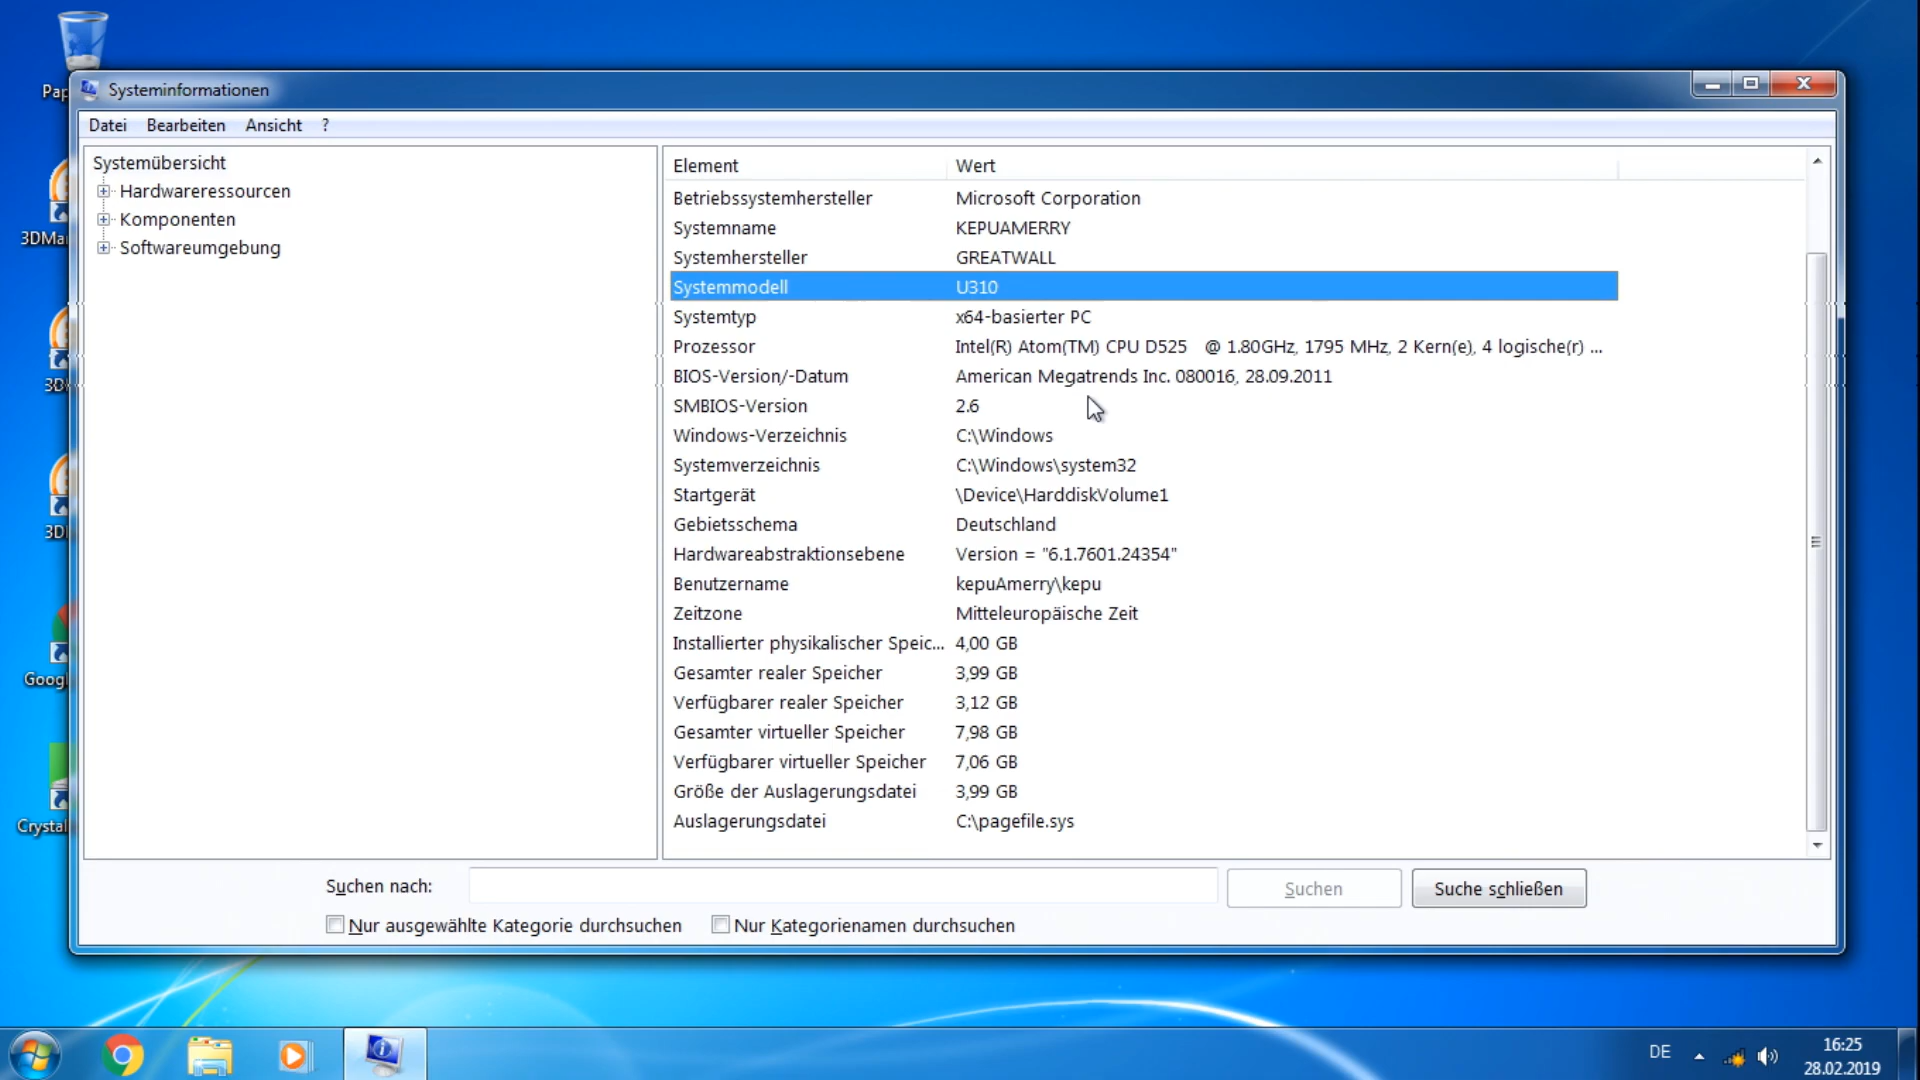 Pap
Systeminformationen
Datei Bearbeiten Ansicht ?
Systemübersicht
Hardwareressourcen
Komponenten
Softwareumgebung
Element Wert
Betriebssystemhersteller Microsoft Corporation
Systemname KEPUAMERRY
Systemhersteller GREATWALL
Systemmodell U310
Systemtyp x64-basierter PC
Prozessor Intel(R) Atom(TM) CPU D525 @ 1.80GHz, 1795 MHz, 2 Kern(e), 4 logische(r) ...
BIOS-Version/-Datum American Megatrends Inc. 080016, 28.09.2011
SMBIOS-Version 2.6
Windows-Verzeichnis C:\Windows
Systemverzeichnis C:\Windows\system32
Startgerät \Device\HarddiskVolume1
Gebietsschema Deutschland
Hardwareabstraktionsebene Version = "6.1.7601.24354"
Benutzername kepuAmerry\kepu
Zeitzone Mitteleuropäische Zeit
Installierter physikalischer Speic... 4,00 GB
Gesamter realer Speicher 3,99 GB
Verfügbarer realer Speicher 3,12 GB
Gesamter virtueller Speicher 7,98 GB
Verfügbarer virtueller Speicher 7,06 GB
Größe der Auslagerungsdatei 3,99 GB
Auslagerungsdatei C:\pagefile.sys
3DMa
3D
3D
Googl
Crystal
Suchen nach: Suchen Suche schließen
Nur ausgewählte Kategorie durchsuchen Nur Kategorienamen durchsuchen
DE 16:25
28.02.2019